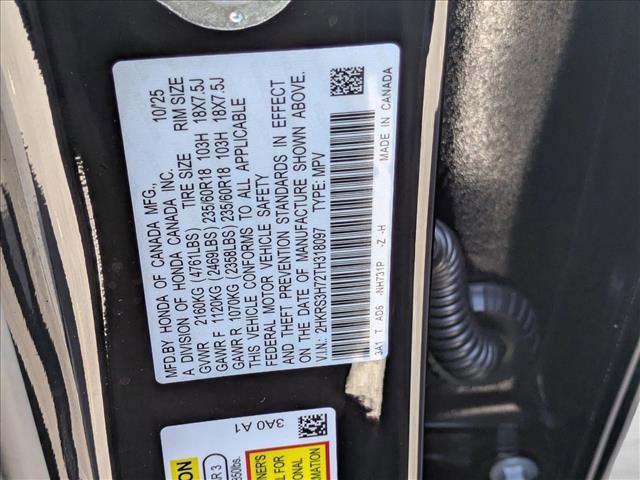 MFD.BY HONDA OF CANADA MFG. 10/25
A DIVISION OF HONDA CANADA INC.
TIRE SIZE RIM SIZE
GVWR 2160KG (4761LBS)
GAWR F 1120KG (2469LBS) 235/60R18 103H 18X7.5J
GAWR R 1070KG (2358LBS) 235/60R18 103H 18X7.5J
THIS VEHICLE CONFORMS TO ALL APPLICABLE
FEDERAL MOTOR VEHICLE SAFETY
AND THEFT PREVENTION STANDARDS IN EFFECT
ON THE DATE OF MANUFACTURE SHOWN ABOVE.
V.I.N.: 2HKRS3H72TH318097 TYPE: MPV
3A1 T AD5 -NH731P -Z -H MADE IN CANADA
3A0 A1